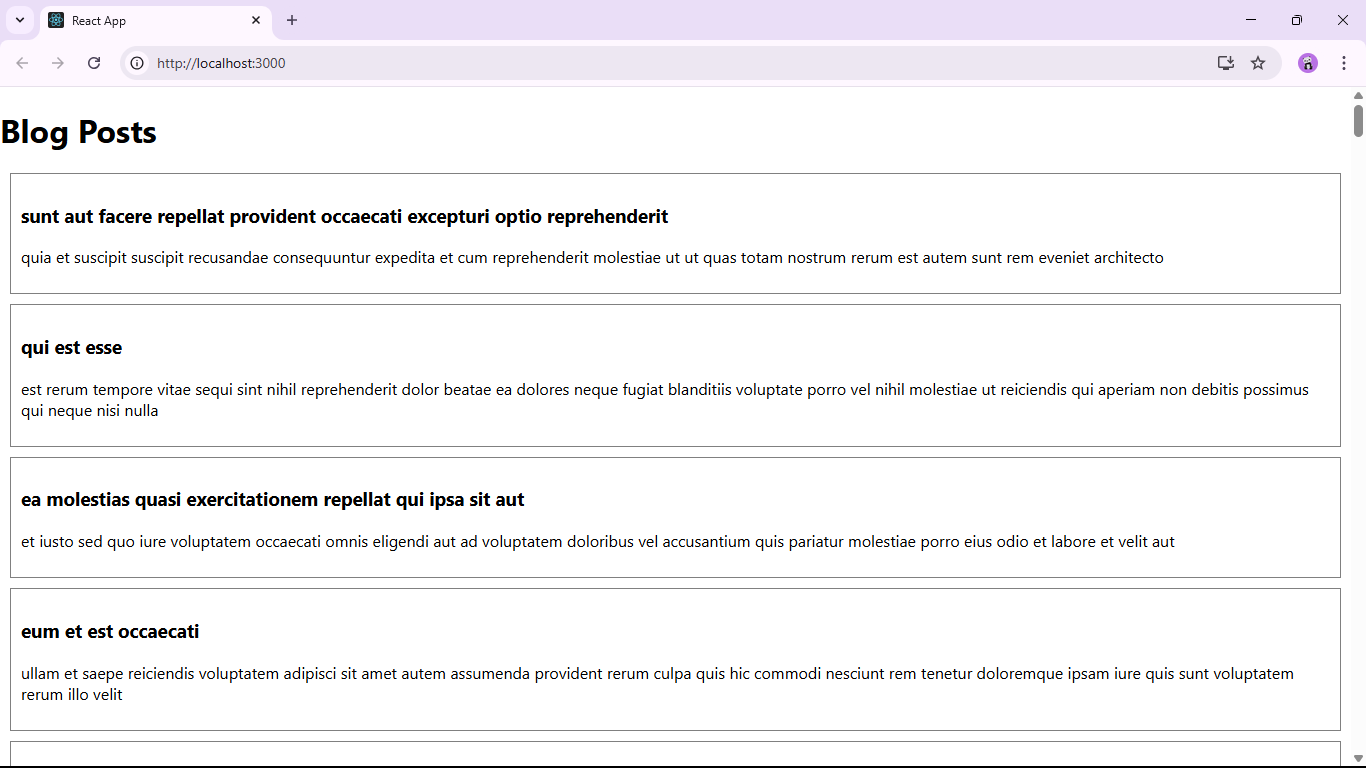 React App
http://localhost:3000
Blog Posts
sunt aut facere repellat provident occaecati excepturi optio reprehenderit
quia et suscipit suscipit recusandae consequuntur expedita et cum reprehenderit molestiae ut ut quas totam nostrum rerum est autem sunt rem eveniet architecto
qui est esse
est rerum tempore vitae sequi sint nihil reprehenderit dolor beatae ea dolores neque fugiat blanditiis voluptate porro vel nihil molestiae ut reiciendis qui aperiam non debitis possimus
qui neque nisi nulla
ea molestias quasi exercitationem repellat qui ipsa sit aut
et iusto sed quo iure voluptatem occaecati omnis eligendi aut ad voluptatem doloribus vel accusantium quis pariatur molestiae porro eius odio et labore et velit aut
eum et est occaecati
ullam et saepe reiciendis voluptatem adipisci sit amet autem assumenda provident rerum culpa quis hic commodi nesciunt rem tenetur doloremque ipsam iure quis sunt voluptatem
rerum illo velit